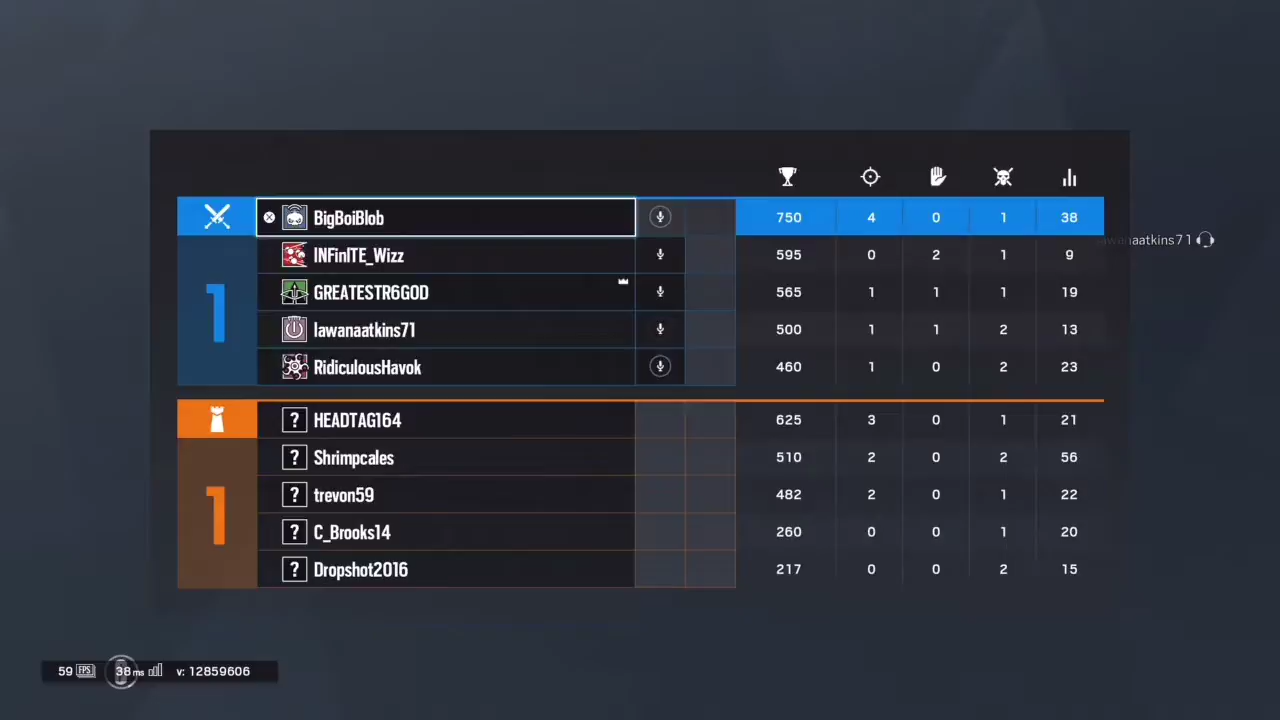 BigBoiBlob 750 4 0 1 38
INFinITE_Wizz 595 0 2 1 9
1 GREATESTR6GOD 565 1 1 1 19
lawanaatkins71 500 1 1 2 13
RidiculousHavok 460 1 0 2 23
lawanaatkins71
? HEADTAG164 625 3 0 1 21
? Shrimpcales 510 2 0 2 56
1 ? trevon59 482 2 0 1 22
? C_Brooks14 260 0 0 1 20
? Dropshot2016 217 0 0 2 15
59 FPS 38 ms v: 12859606